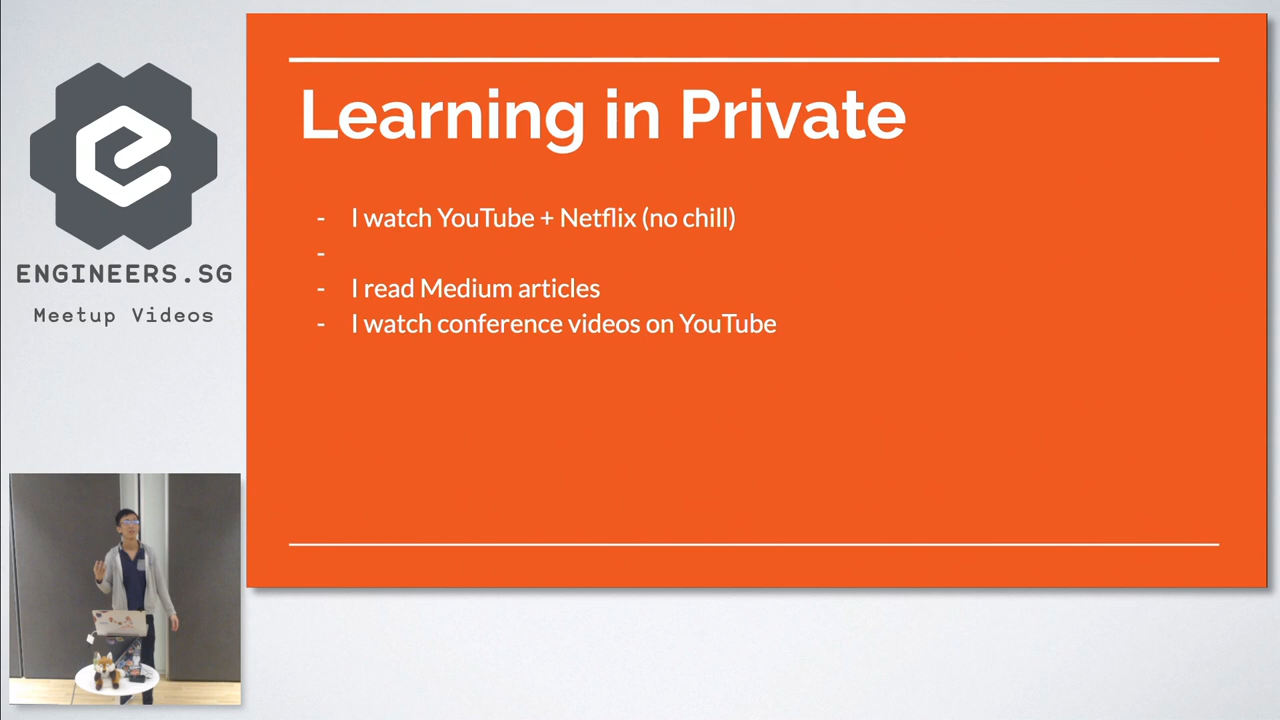 ENGINEERS.SG
Meetup Videos
Learning in Private
- I watch YouTube + Netflix (no chill)
-
- I read Medium articles
- I watch conference videos on YouTube